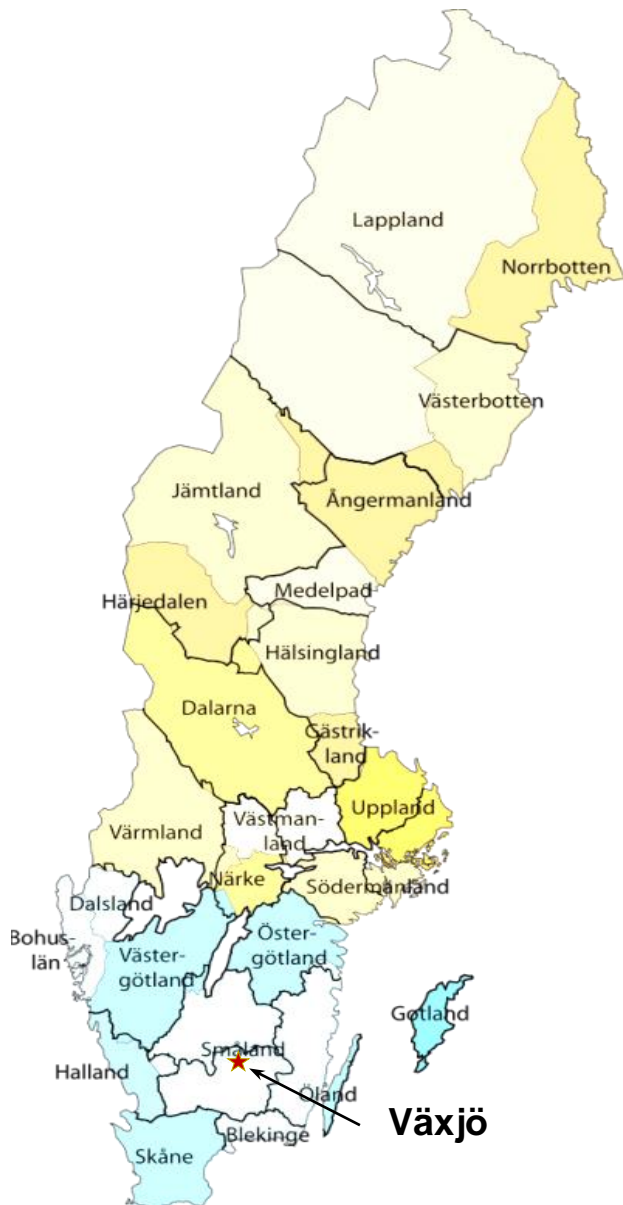 Lappland
Norrbotten
Västerbotten
Jämtland
Ångermanland
Medelpad
Härjedalen
Hälsingland
Dalarna
Gästrik-
land
Uppland
Värmland
Västman-
land
Närke
Södermanland
Dalsland
Bohus-
län
Väster-
götland
Öster-
götland
Gotland
Småland
Halland
Öland
Växjö
Blekinge
Skåne